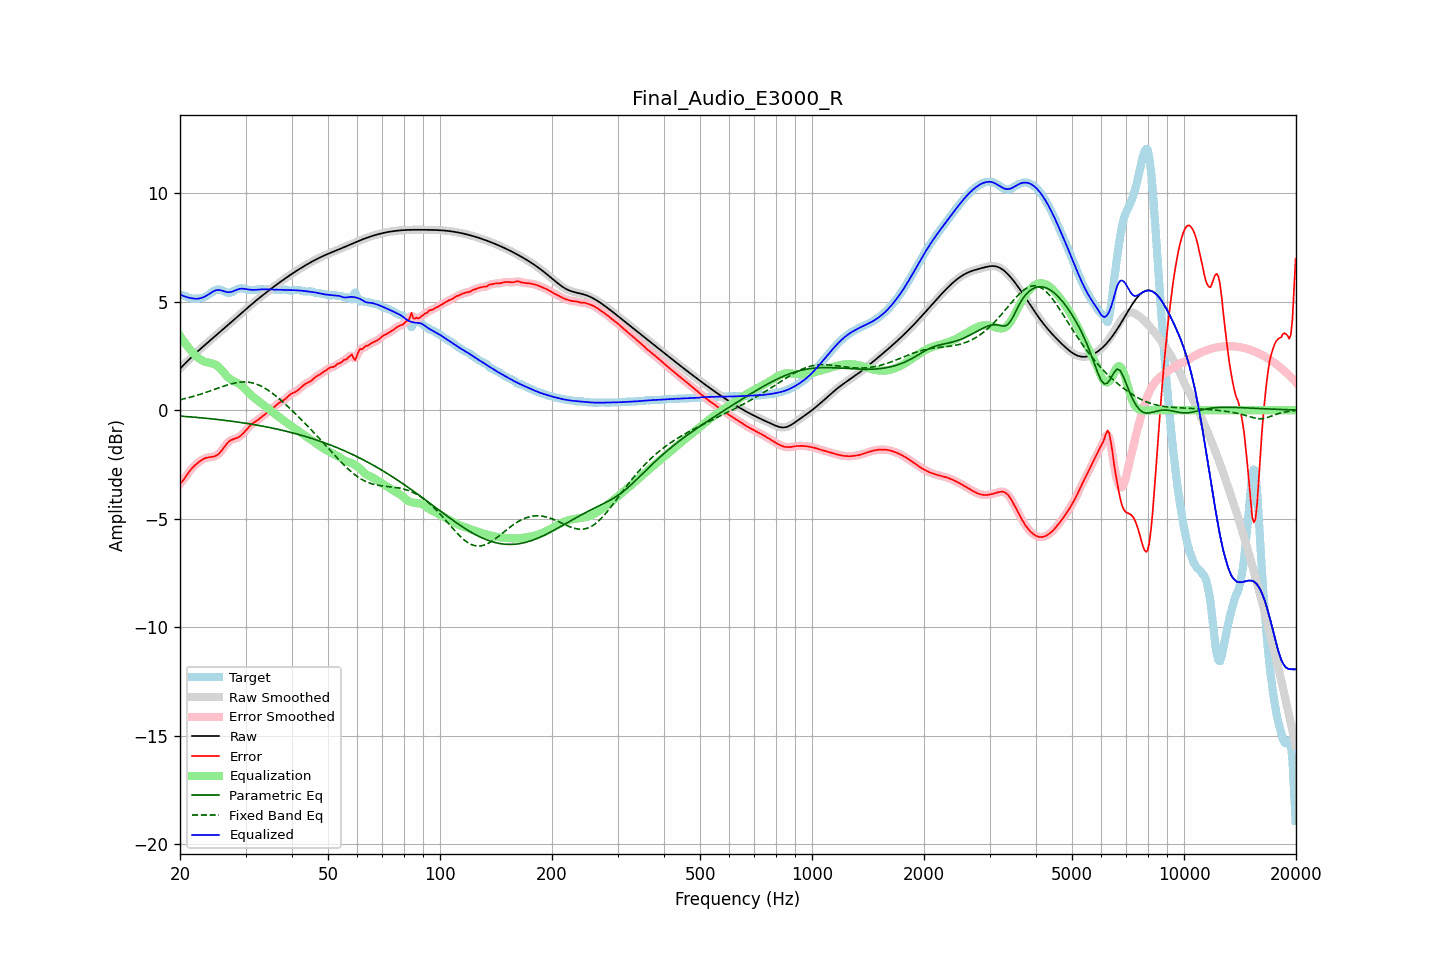 Final_Audio_E3000_R
Amplitude (dBr)
10
5
0
−5
−10
−15
−20
Target
Raw Smoothed
Error Smoothed
Raw
Error
Equalization
Parametric Eq
Fixed Band Eq
Equalized
20 50 100 200 500 1000 2000 5000 10000 20000
Frequency (Hz)